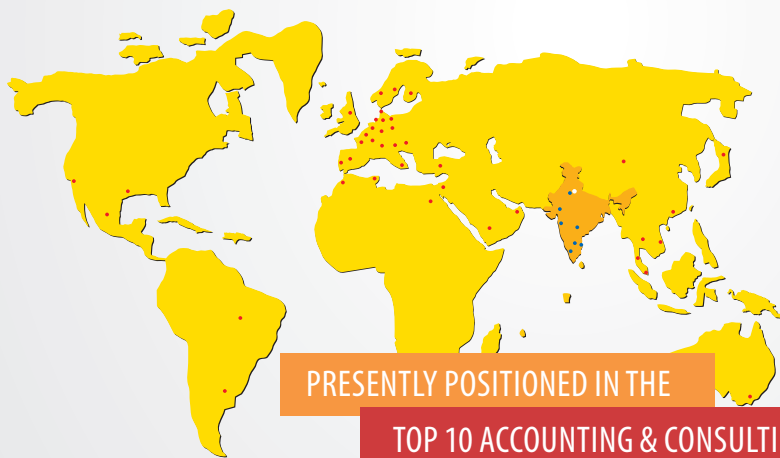 PRESENTLY POSITIONED IN THE
TOP 10 ACCOUNTING & CONSULTI